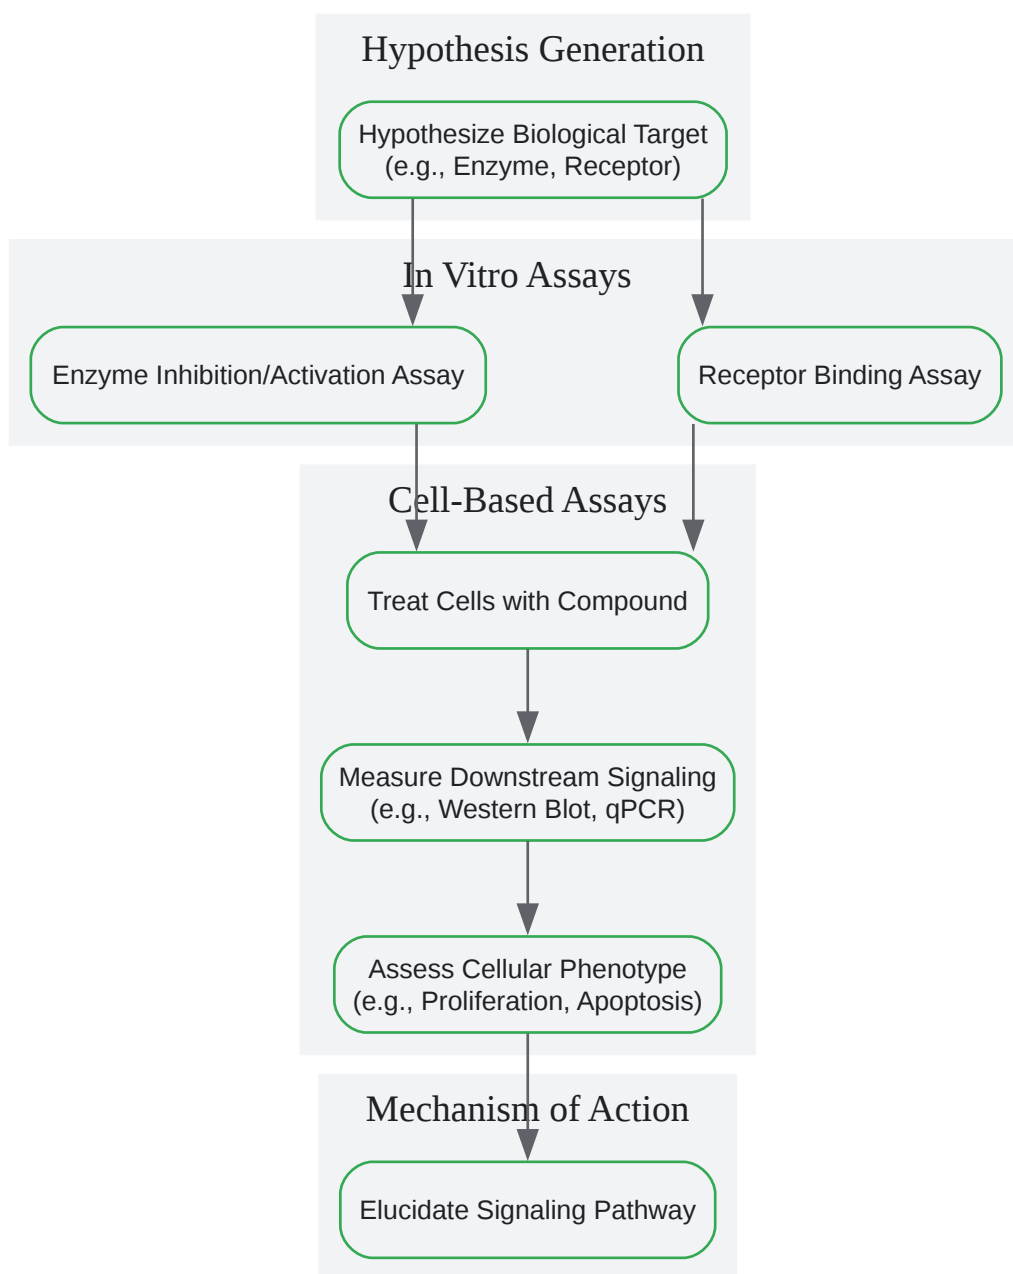 Hypothesis Generation
Hypothesize Biological Target
(e.g., Enzyme, Receptor)
In Vitro Assays
Enzyme Inhibition/Activation Assay
Receptor Binding Assay
Cell-Based Assays
Treat Cells with Compound
Measure Downstream Signaling
(e.g., Western Blot, qPCR)
Assess Cellular Phenotype
(e.g., Proliferation, Apoptosis)
Mechanism of Action
Elucidate Signaling Pathway